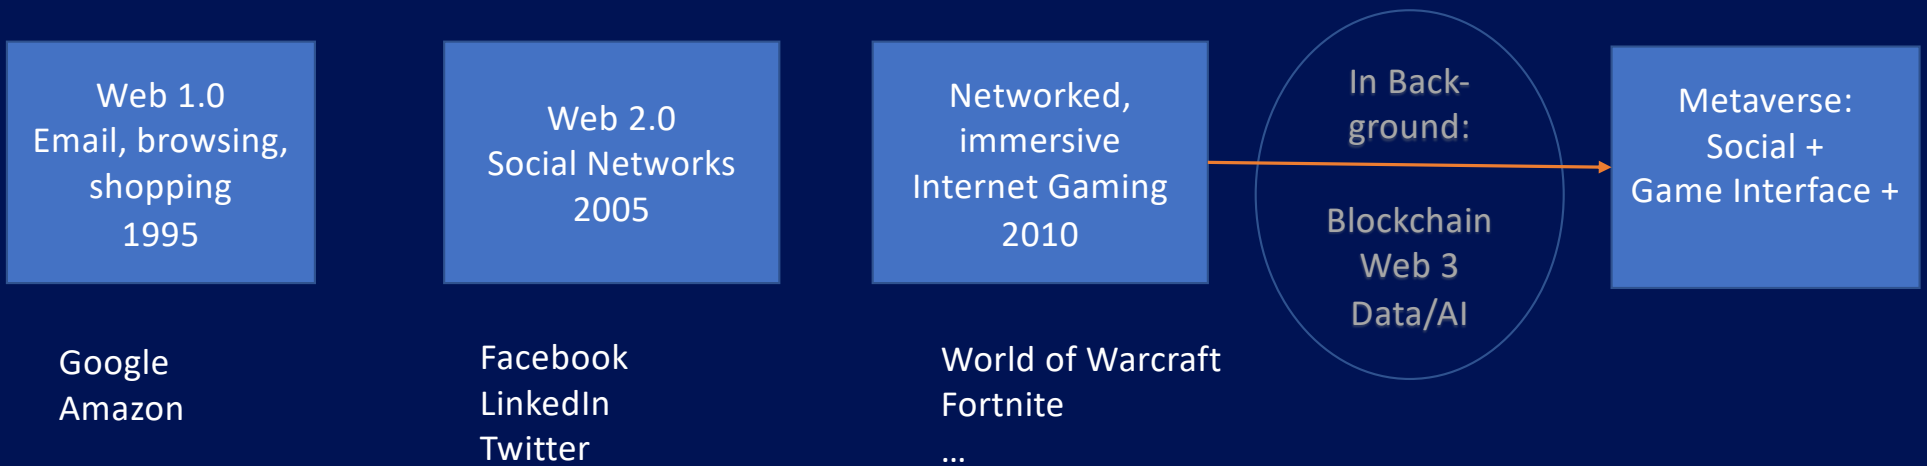 Web 1.0
Email, browsing,
shopping
1995
Google
Amazon
Web 2.0
Social Networks
2005
Facebook
LinkedIn
Twitter
Networked,
immersive
Internet Gaming
2010
World of Warcraft
Fortnite
...
In Back-
ground:
Blockchain
Web 3
Data/AI
Metaverse:
Social +
Game Interface +